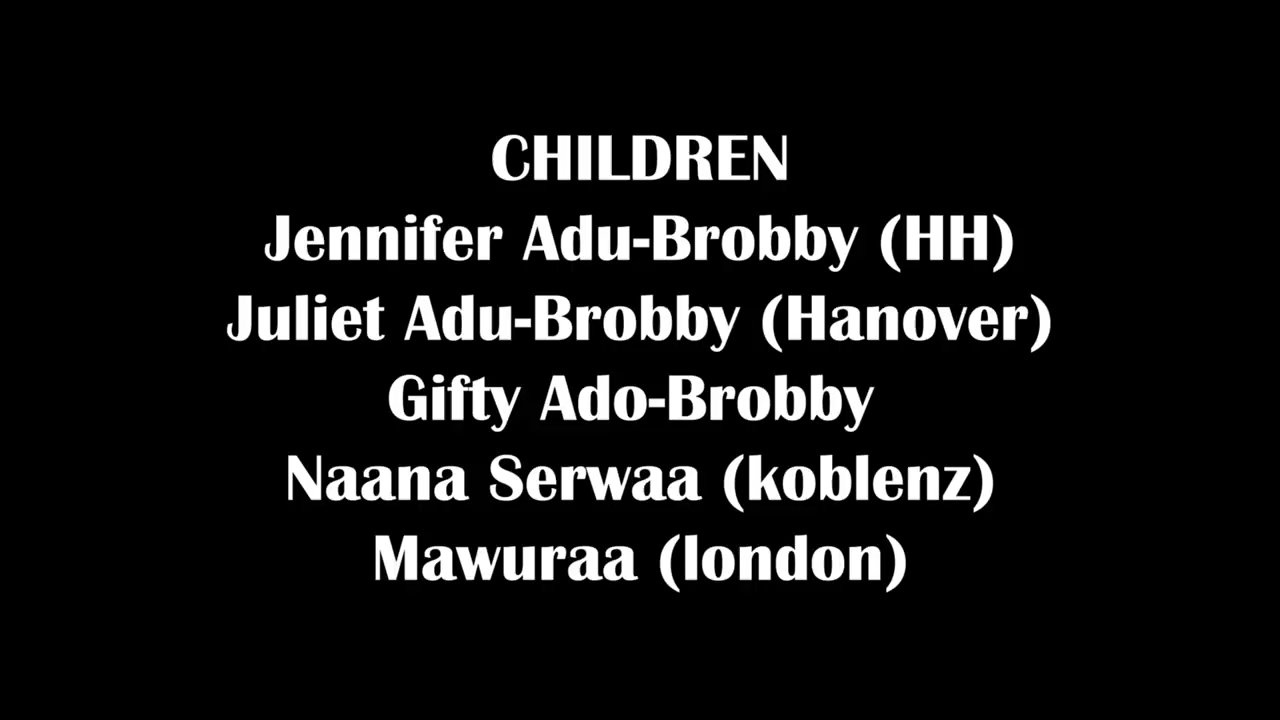 CHILDREN
Jennifer Adu-Brobby (HH)
Juliet Adu-Brobby (Hanover)
Gifty Ado-Brobby
Naana Serwaa (koblenz)
Mawuraa (london)